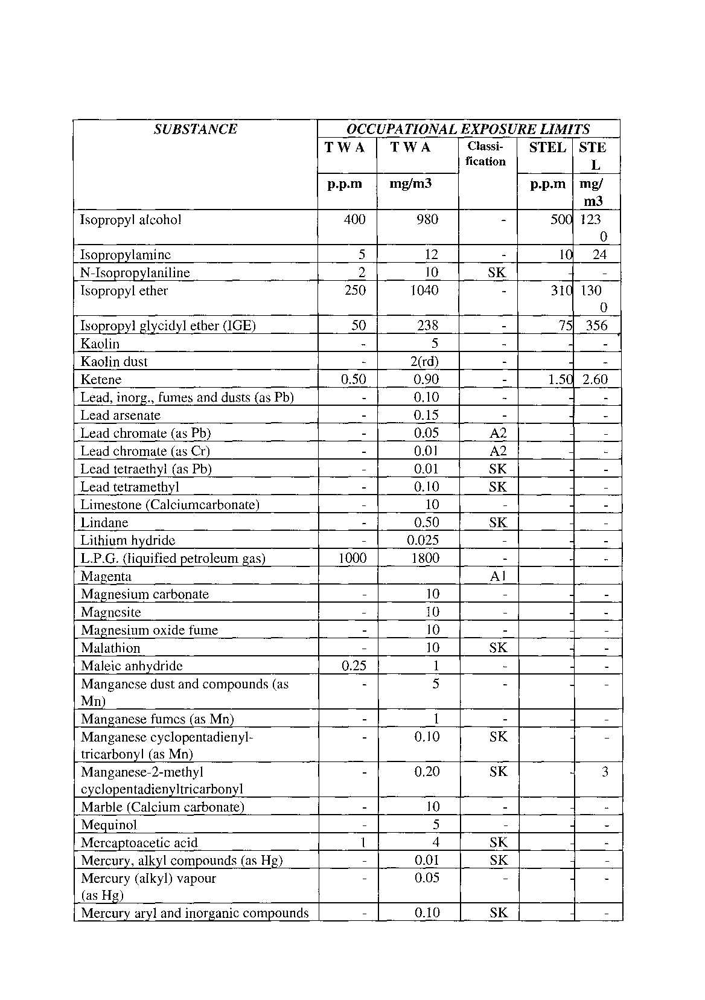 SUBSTANCE OCCUPATIONAL EXPOSURE LIMITS
T W A T W A Classi- STEL STE
fication L
p.p.m mg/m3 p.p.m mg/
m3
Isopropyl alcohol 400 980 - 500 123
0
Isopropylamine 5 12 - 10 24
N-Isopropylaniline 2 10 SK - -
Isopropyl ether 250 1040 - 310 130
0
Isopropyl glycidyl ether (IGE) 50 238 - 75 356
Kaolin - 5 - - -
Kaolin dust - 2(rd) - - -
Ketene 0.50 0.90 - 1.50 2.60
Lead, inorg., fumes and dusts (as Pb) - 0.10 - - -
Lead arsenate - 0.15 - - -
Lead chromate (as Pb) - 0.05 A2 - -
Lead chromate (as Cr) - 0.01 A2 - -
Lead tetraethyl (as Pb) - 0.01 SK - -
Lead tetramethyl - 0.10 SK - -
Limestone (Calciumcarbonate) - 10 - - -
Lindane - 0.50 SK - -
Lithium hydride - 0.025 - - -
L.P.G. (liquified petroleum gas) 1000 1800 - - -
Magenta A1
Magnesium carbonate - 10 - - -
Magnesite - 10 - - -
Magnesium oxide fume - 10 - - -
Malathion - 10 SK - -
Maleic anhydride 0.25 1 - - -
Manganese dust and compounds (as - 5 - - -
Mn)
Manganese fumes (as Mn) - 1 - - -
Manganese cyclopentadienyl- - 0.10 SK - -
tricarbonyl (as Mn)
Manganese-2-methyl - 0.20 SK - 3
cyclopentadienyltricarbonyl
Marble (Calcium carbonate) - 10 - - -
Mequinol - 5 - - -
Mercaptoacetic acid 1 4 SK - -
Mercury, alkyl compounds (as Hg) - 0.01 SK - -
Mercury (alkyl) vapour - 0.05 - - -
(as Hg)
Mercury aryl and inorganic compounds - 0.10 SK - -